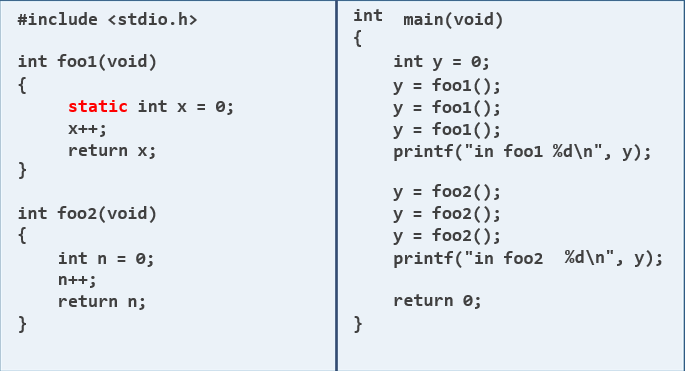 #include <stdio.h>
int foo1(void)
{
static int x = 0;
x++;
return x;
}
int foo2(void)
{
int n = 0;
n++;
return n;
}
int main(void)
{
int y = 0;
y = foo1();
y = foo1();
y = foo1();
printf("in foo1 %d\n", y);
y = foo2();
y = foo2();
y = foo2();
printf("in foo2 %d\n", y);
return 0;
}